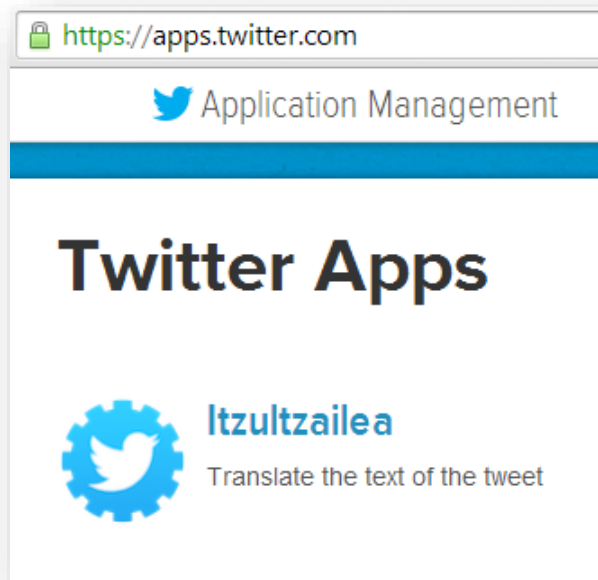 https://apps.twitter.com
Application Management
Twitter Apps
Itzultzailea
Translate the text of the tweet